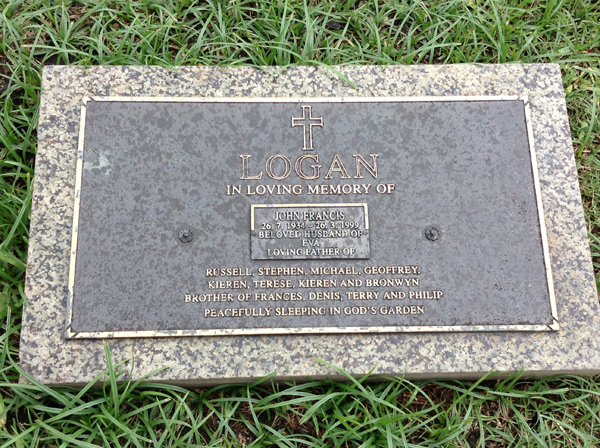 LOGAN
IN LOVING MEMORY OF
JOHN FRANCIS
26. 7. 1934 - 26. 3. 1999
BELOVED HUSBAND OF
EVA
LOVING FATHER OF
RUSSELL, STEPHEN, MICHAEL, GEOFFREY,
KIEREN, TERESE, KIEREN AND BRONWYN
BROTHER OF FRANCES, DENIS, TERRY AND PHILIP
PEACEFULLY SLEEPING IN GOD'S GARDEN